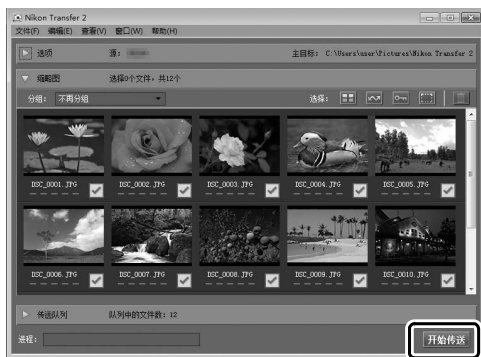 Nikon Transfer 2
文件(F) 编辑(E) 查看(V) 窗口(W) 帮助(H)
选项 源: 主目标: C:\Users\user\Pictures\Nikon Transfer 2
缩略图 选择0个文件,共12个
分组: 不再分组 选择:
DSC_0001.JPG DSC_0002.JPG DSC_0003.JPG DSC_0004.JPG DSC_0005.JPG
DSC_0006.JPG DSC_0007.JPG DSC_0008.JPG DSC_0009.JPG DSC_0010.JPG
传送队列 队列中的文件数: 12
进程: 开始传送